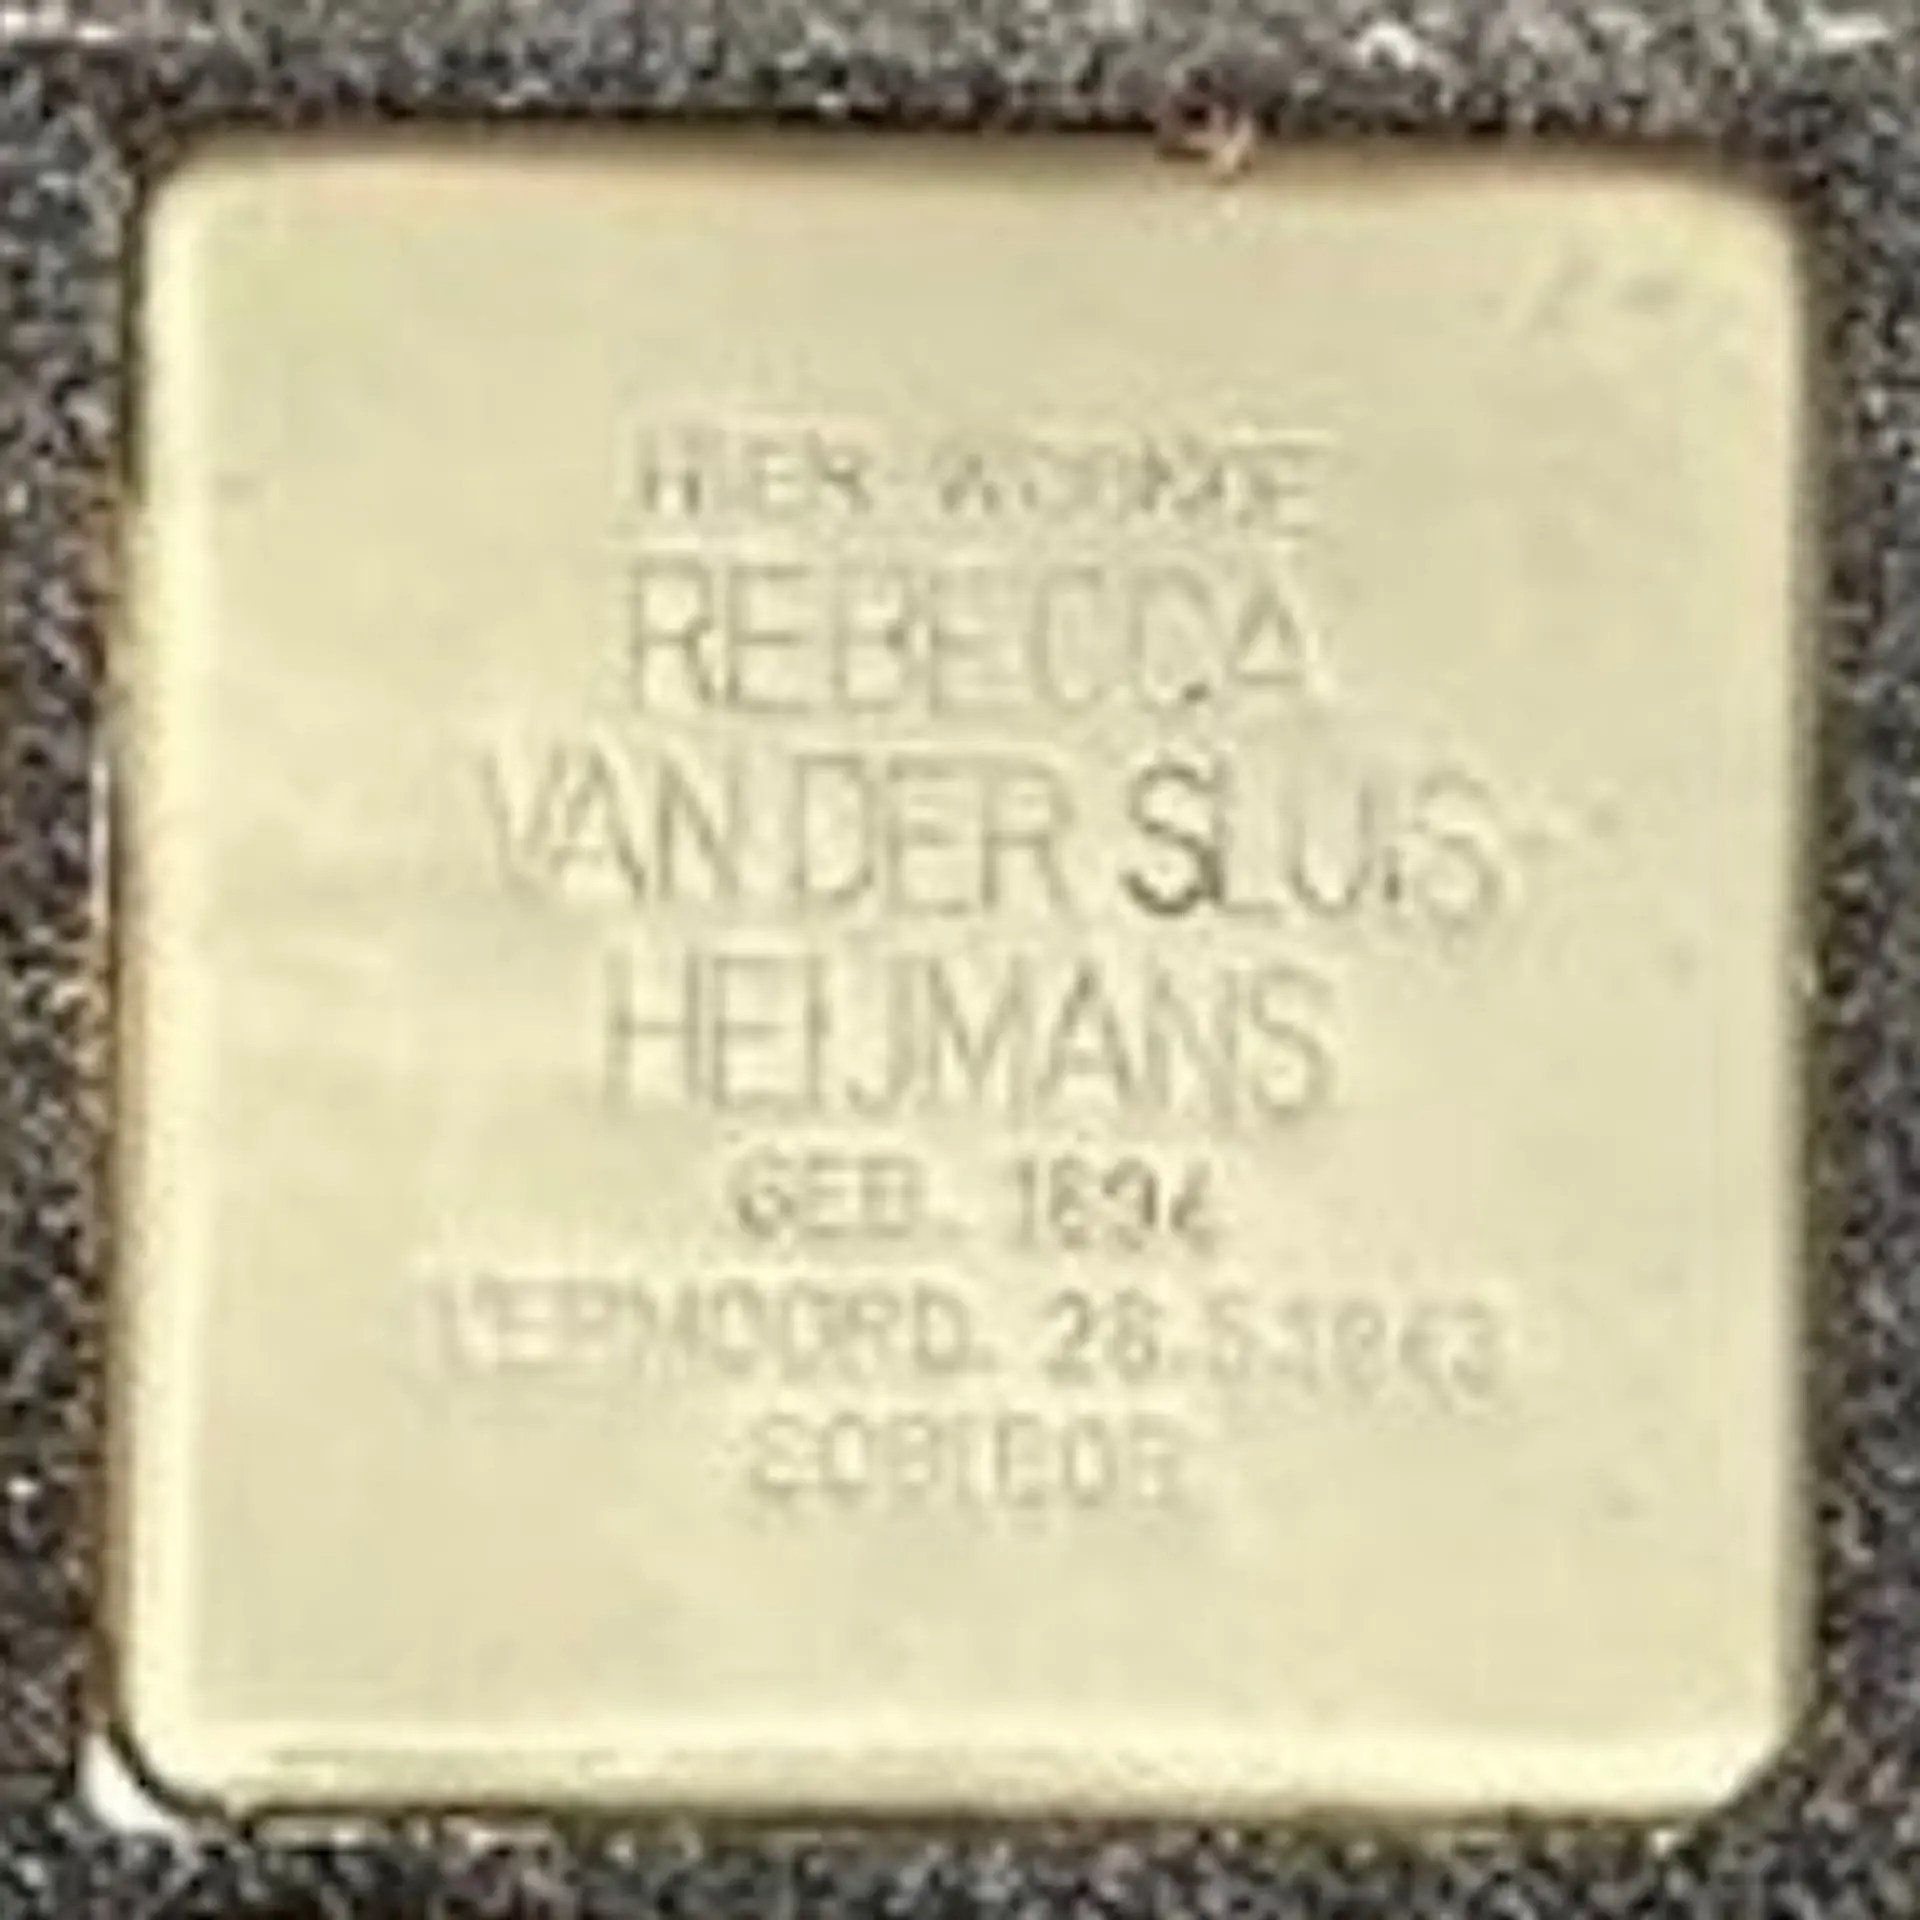 HIER WOONDE
REBECCA
VAN DER SLUIS
HEIJMANS
GEB. 1894
VERMOORD 28.5.1943
SOBIBOR